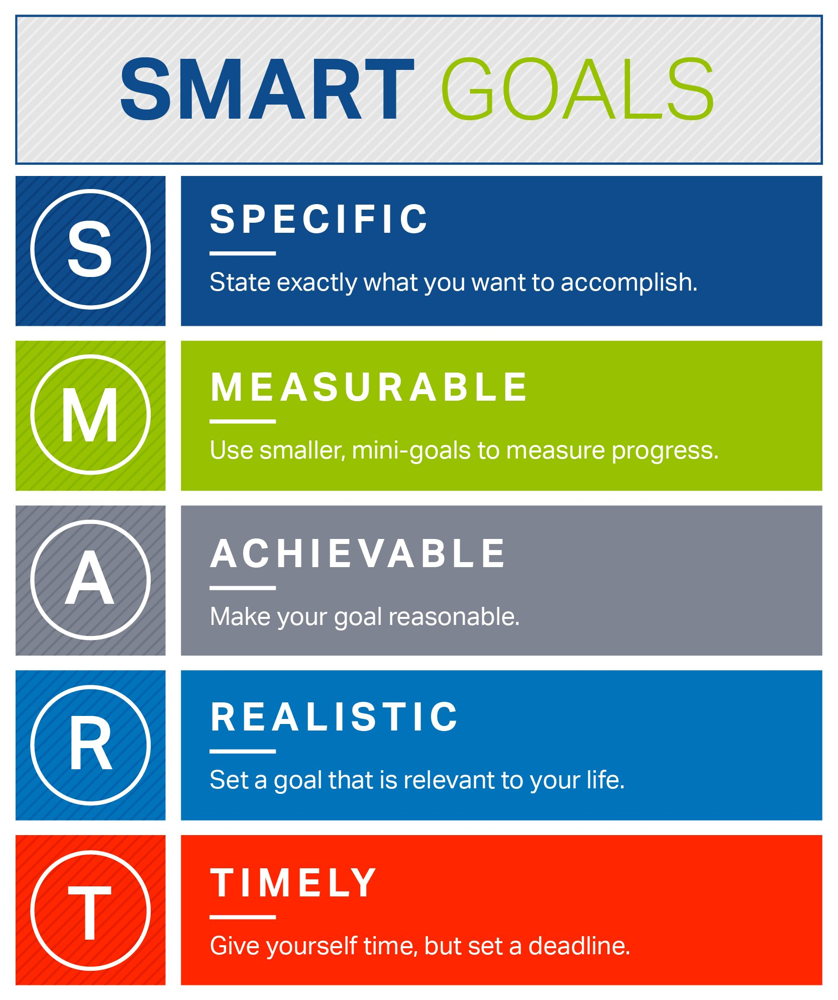 SMART GOALS
S
SPECIFIC
State exactly what you want to accomplish.
M
MEASURABLE
Use smaller, mini-goals to measure progress.
A
ACHIEVABLE
Make your goal reasonable.
R
REALISTIC
Set a goal that is relevant to your life.
T
TIMELY
Give yourself time, but set a deadline.